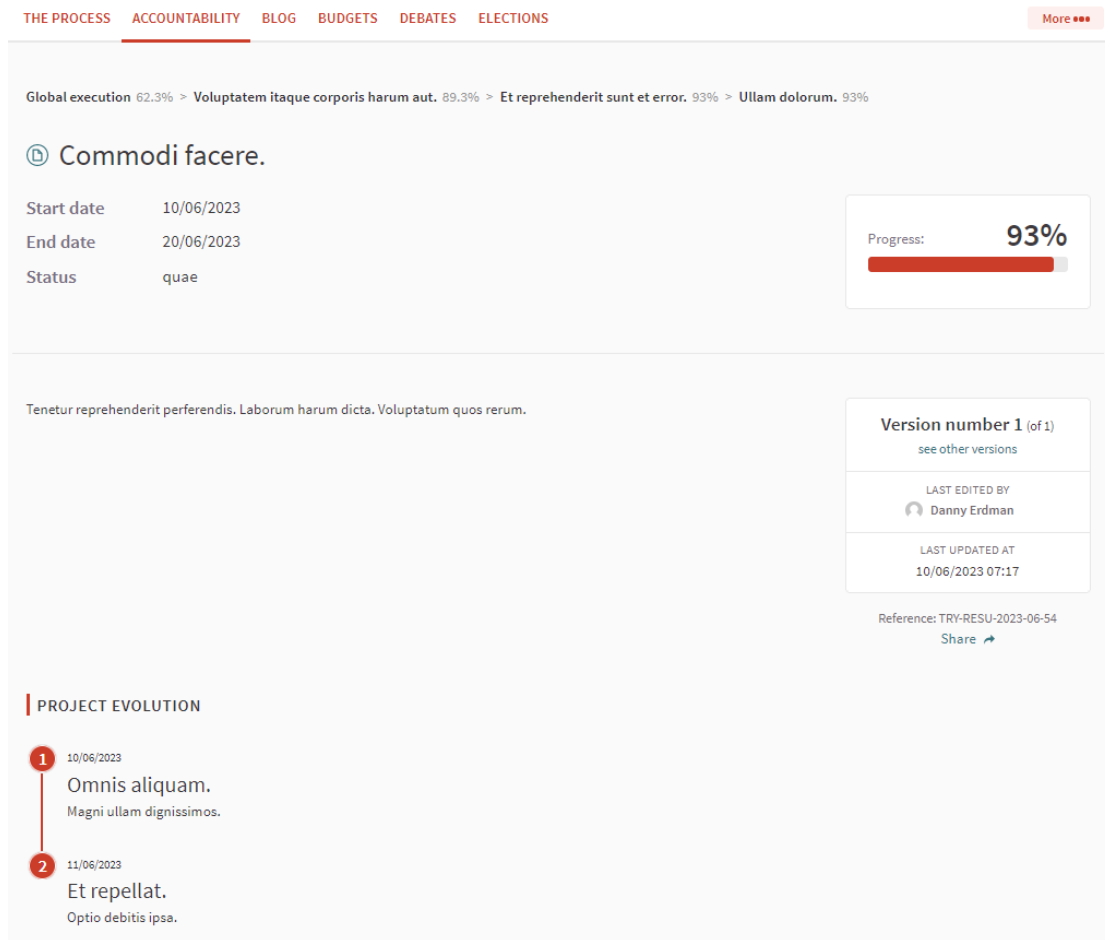 THE PROCESS ACCOUNTABILITY BLOG BUDGETS DEBATES ELECTIONS More •••
Global execution 62.3% > Voluptatem itaque corporis harum aut. 89.3% > Et reprehenderit sunt et error. 93% > Ullam dolorum. 93%
Commodi facere.
Start date 10/06/2023
End date 20/06/2023
Status quae
Progress: 93%
Tenetur reprehenderit perferendis. Laborum harum dicta. Voluptatum quos rerum.
Version number 1 (of 1)
see other versions
LAST EDITED BY
Danny Erdman
LAST UPDATED AT
10/06/2023 07:17
Reference: TRY-RESU-2023-06-54
Share
PROJECT EVOLUTION
1 10/06/2023
Omnis aliquam.
Magni ullam dignissimos.
2 11/06/2023
Et repellat.
Optio debitis ipsa.